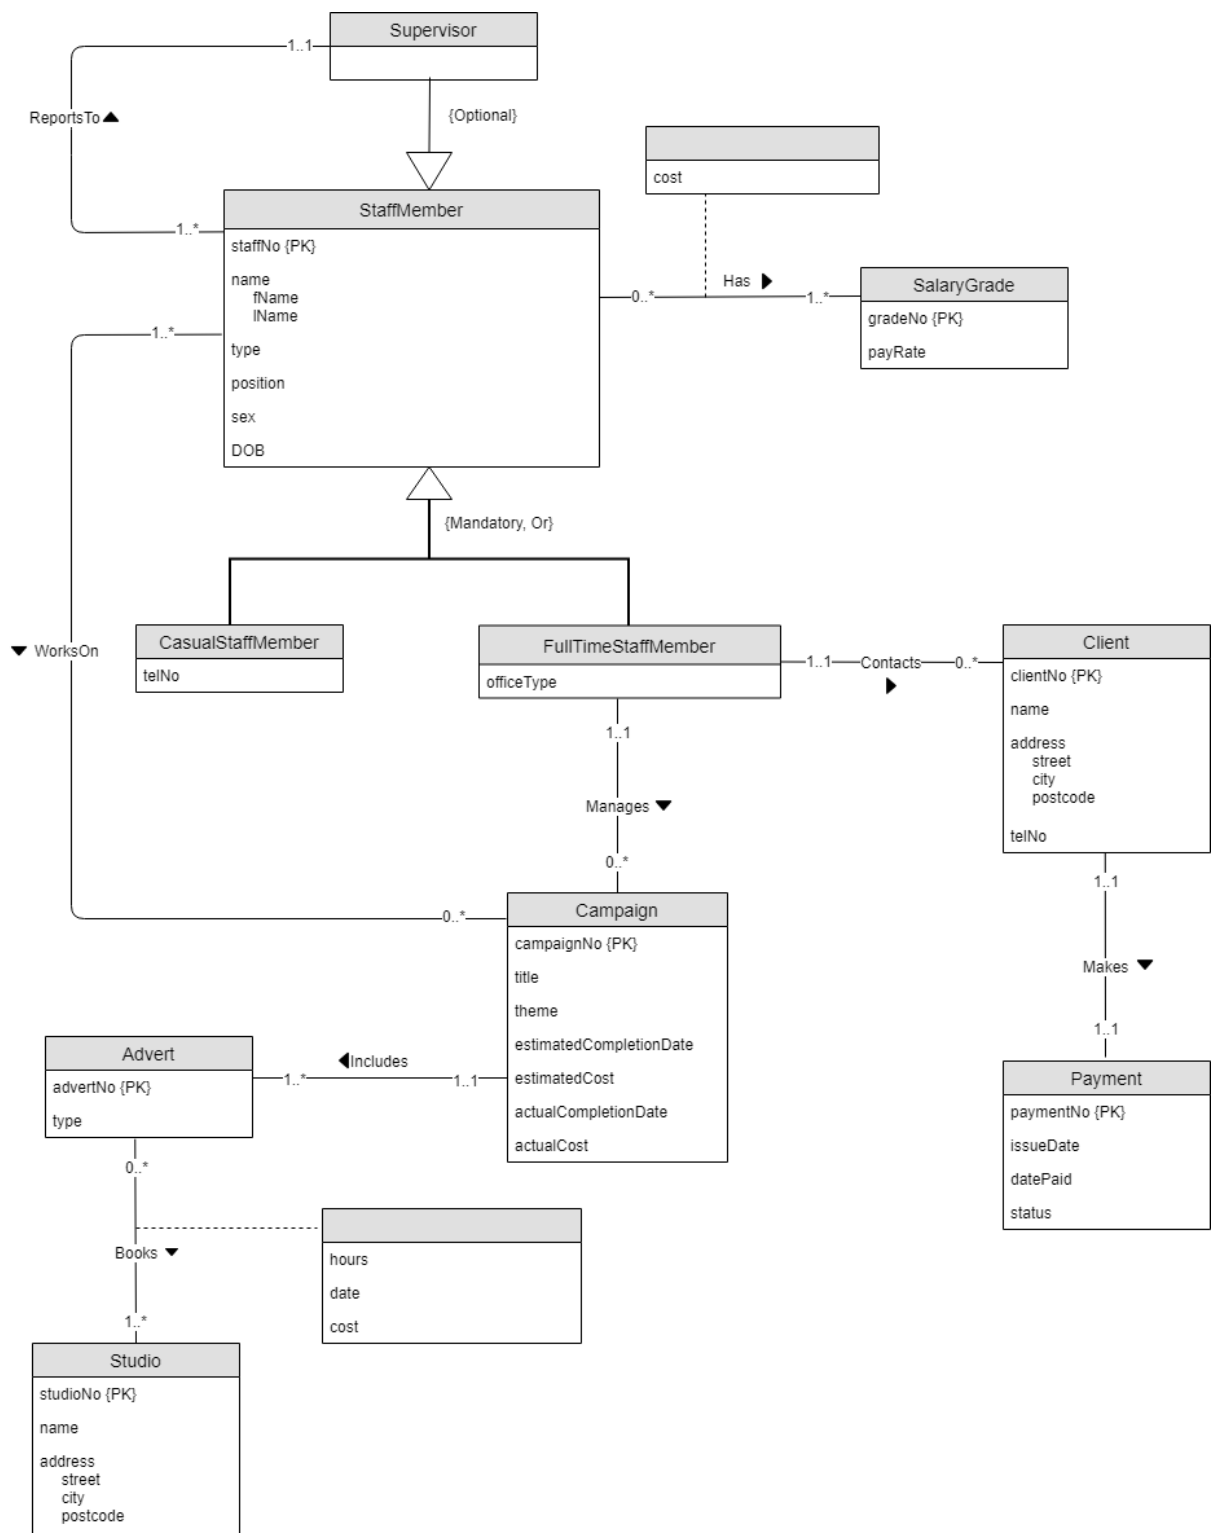 Supervisor
1..1
ReportsTo
{Optional}
cost
StaffMember
1..*
staffNo {PK}
name
fName
lName
type
position
sex
DOB
Has
0..*
1..*
SalaryGrade
gradeNo {PK}
payRate
1..*
{Mandatory, Or}
WorksOn
CasualStaffMember
telNo
FullTimeStaffMember
officeType
1..1
Contacts
0..*
Client
clientNo {PK}
name
address
street
city
postcode
telNo
1..1
Manages
0..*
0..*
Campaign
campaignNo {PK}
title
theme
estimatedCompletionDate
estimatedCost
actualCompletionDate
actualCost
1..1
Makes
1..1
Payment
paymentNo {PK}
issueDate
datePaid
status
Includes
1..*
1..1
Advert
advertNo {PK}
type
0..*
Books
1..*
hours
date
cost
Studio
studioNo {PK}
name
address
street
city
postcode